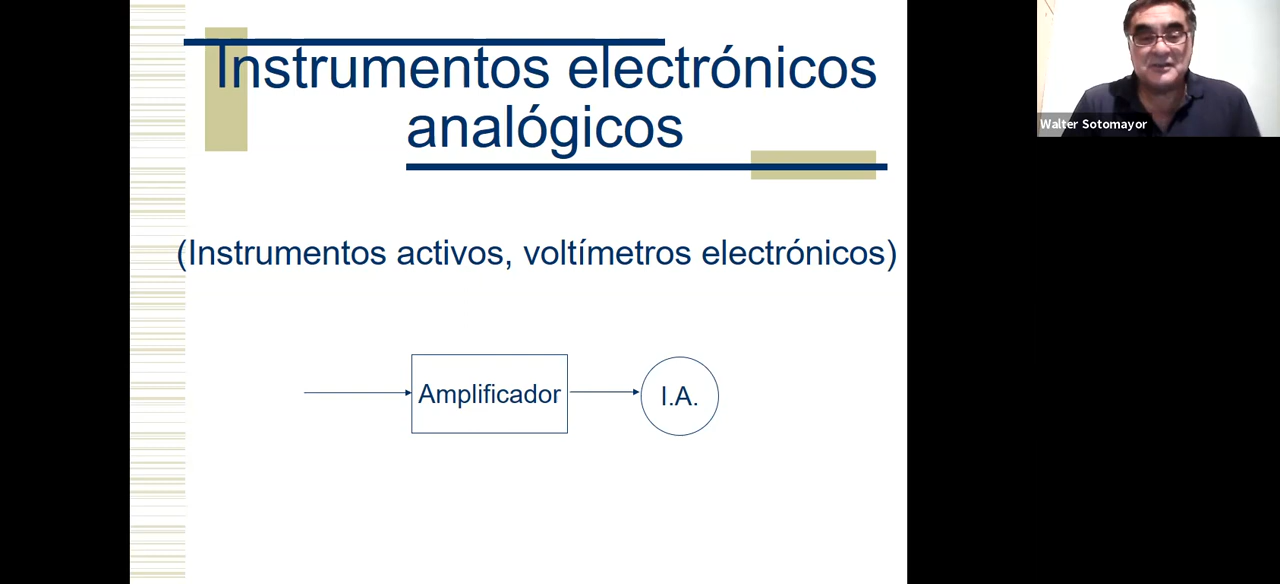 Instrumentos electrónicos
analógicos
(Instrumentos activos, voltímetros electrónicos)
Amplificador
I.A.
Walter Sotomayor